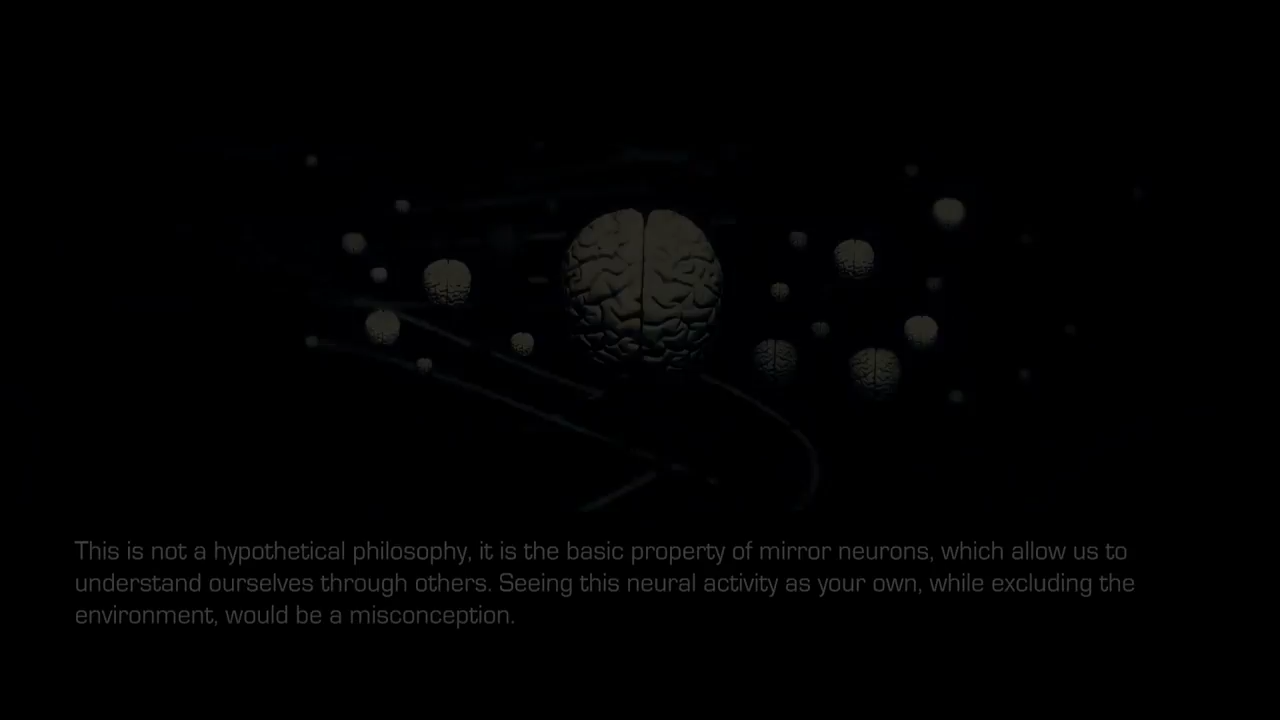 This is not a hypothetical philosophy, it is the basic property of mirror neurons, which allow us to
understand ourselves through others. Seeing this neural activity as your own, while excluding the
environment, would be a misconception.